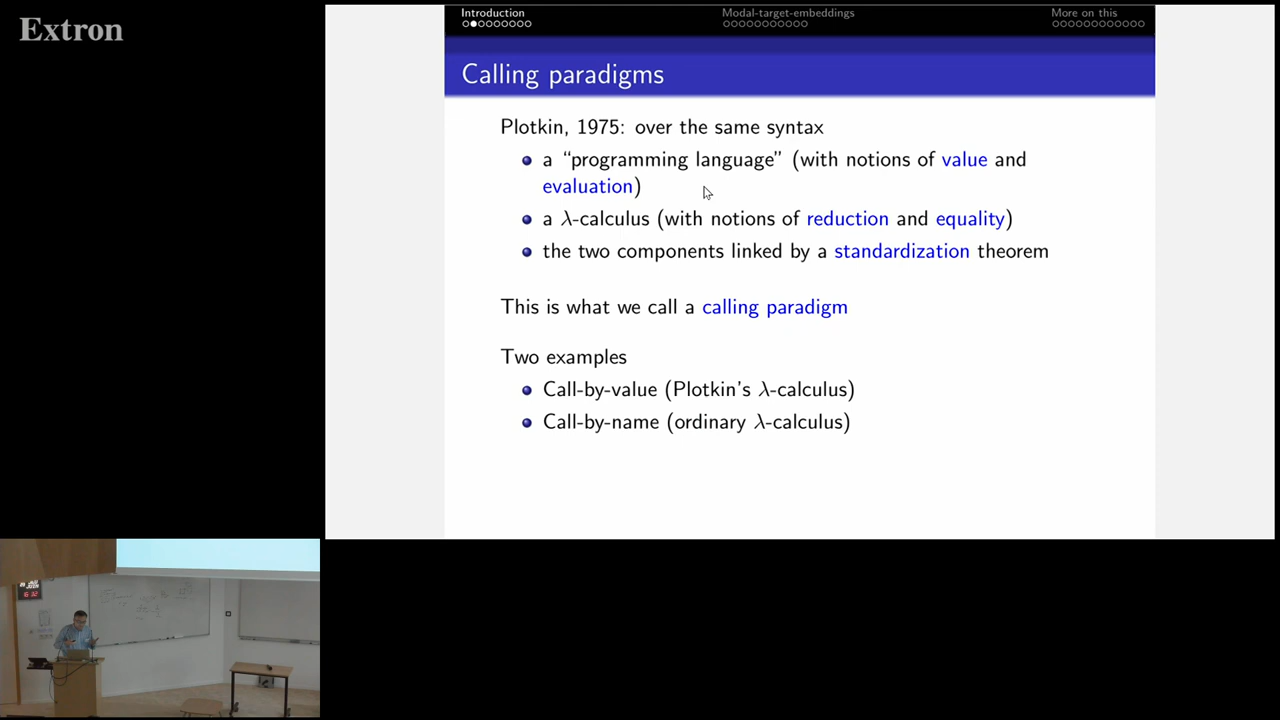 Extron
Introduction
Modal-target-embeddings
More on this
Calling paradigms
Plotkin, 1975: over the same syntax
a “programming language” (with notions of value and
evaluation)
a λ-calculus (with notions of reduction and equality)
the two components linked by a standardization theorem
This is what we call a calling paradigm
Two examples
Call-by-value (Plotkin's λ-calculus)
Call-by-name (ordinary λ-calculus)